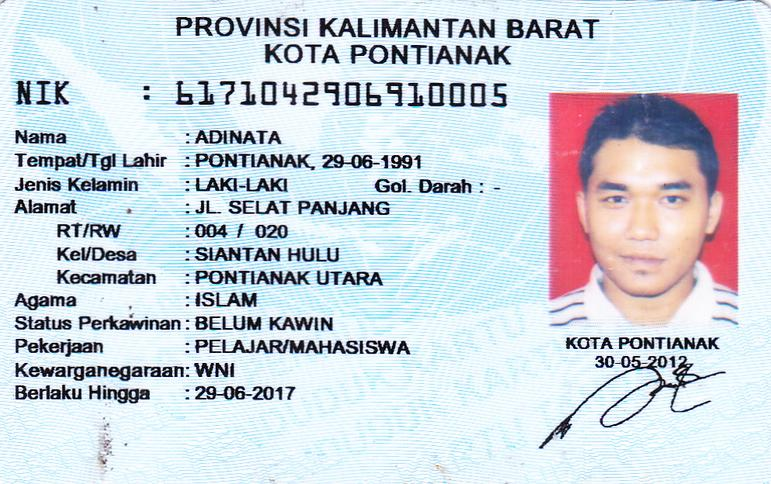 PROVINSI KALIMANTAN BARAT
KOTA PONTIANAK
NIK : 6171042906910005
Nama : ADINATA
Tempat/Tgl Lahir : PONTIANAK, 29-06-1991
Jenis Kelamin : LAKI-LAKI Gol. Darah : -
Alamat : JL. SELAT PANJANG
RT/RW : 004 / 020
Kel/Desa : SIANTAN HULU
Kecamatan : PONTIANAK UTARA
Agama : ISLAM
Status Perkawinan : BELUM KAWIN
Pekerjaan : PELAJAR/MAHASISWA
Kewarganegaraan : WNI
Berlaku Hingga : 29-06-2017
KOTA PONTIANAK
30-05-2012